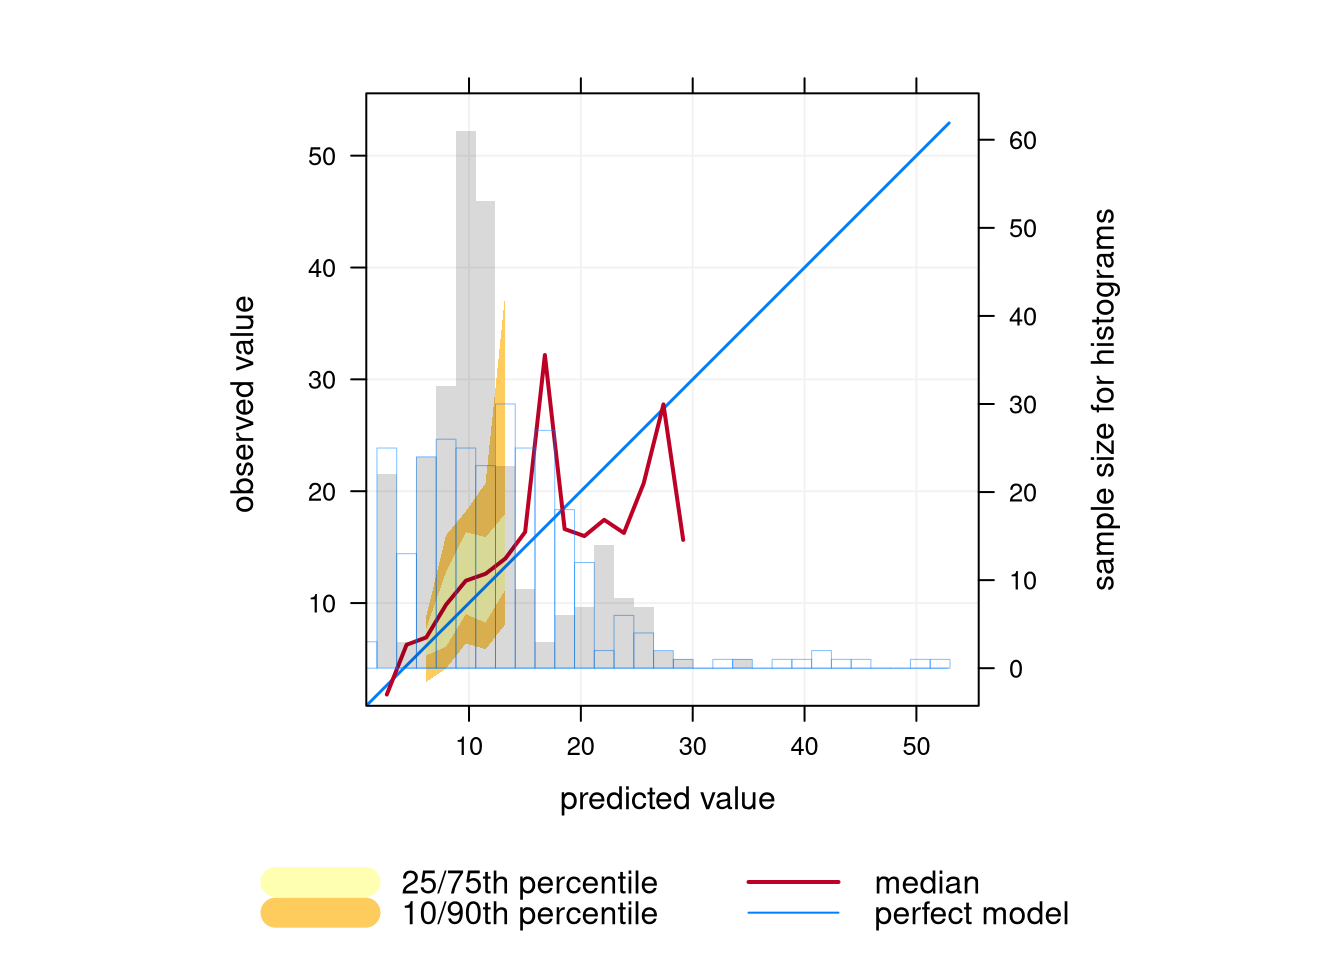 50
40
30
20
10
observed value
60
50
40
30
20
10
0
sample size for histograms
10 20 30 40 50
predicted value
25/75th percentile
10/90th percentile
median
perfect model